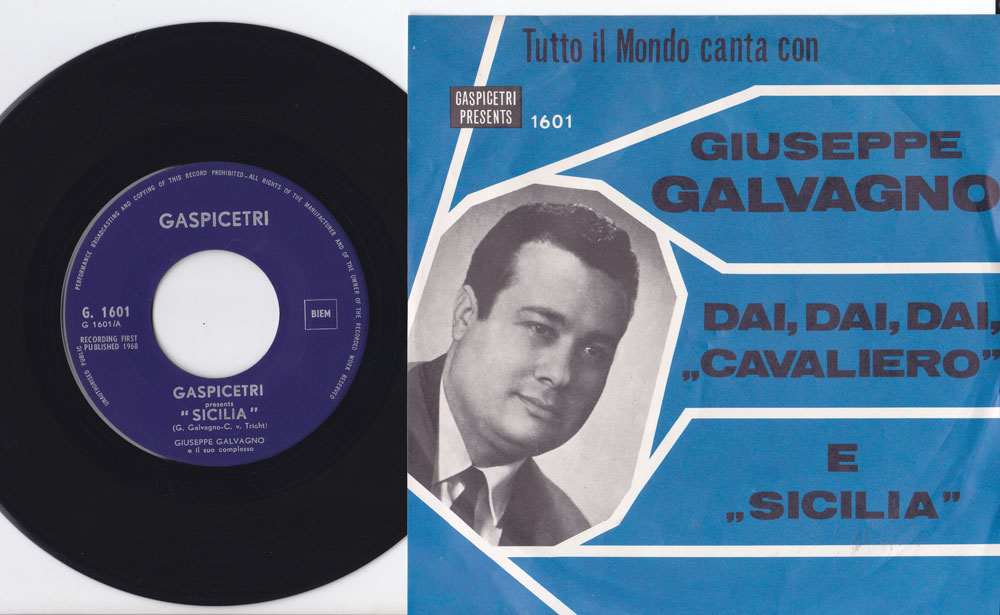 PERFORMANCE BROADCASTING AND COPYING OF THIS RECORD PROHIBITED-ALL RIGHTS OF THE MANUFACTURER AND OF THE OWNER OF THE RECORDED WORK RESERVED
UNAUTHORISED PUBLIC
GASPICETRI
G. 1601
G 1601/A
RECORDING FIRST
PUBLISHED 1968
BIEM
GASPICETRI
presents
"SICILIA"
(G. Galvagno-C. v. Tricht)
GIUSEPPE GALVAGNO
e il suo complesso
Tutto il Mondo canta con
GASPICETRI
PRESENTS
1601
GIUSEPPE
GALVAGNO
DAI, DAI, DAI,
„CAVALIERO”
E
„SICILIA”